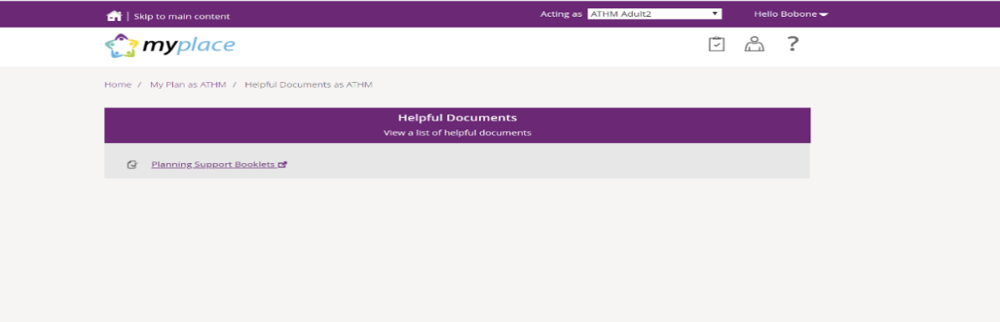 | Skip to main content
Acting as ATHM Adult2
Hello Bobone
myplace
?
Home / My Plan as ATHM / Helpful Documents as ATHM
Helpful Documents
View a list of helpful documents
Planning Support Booklets